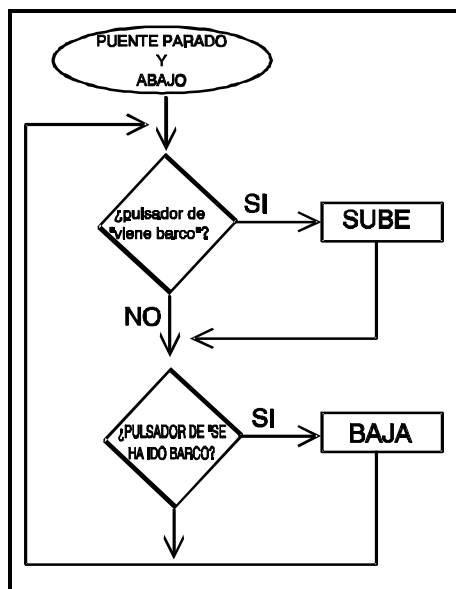 PUENTE PARADO
Y
ABAJO
¿pulsador de
"viene barco"?
SI
SUBE
NO
¿PULSADOR DE "SE
HA IDO BARCO?
SI
BAJA